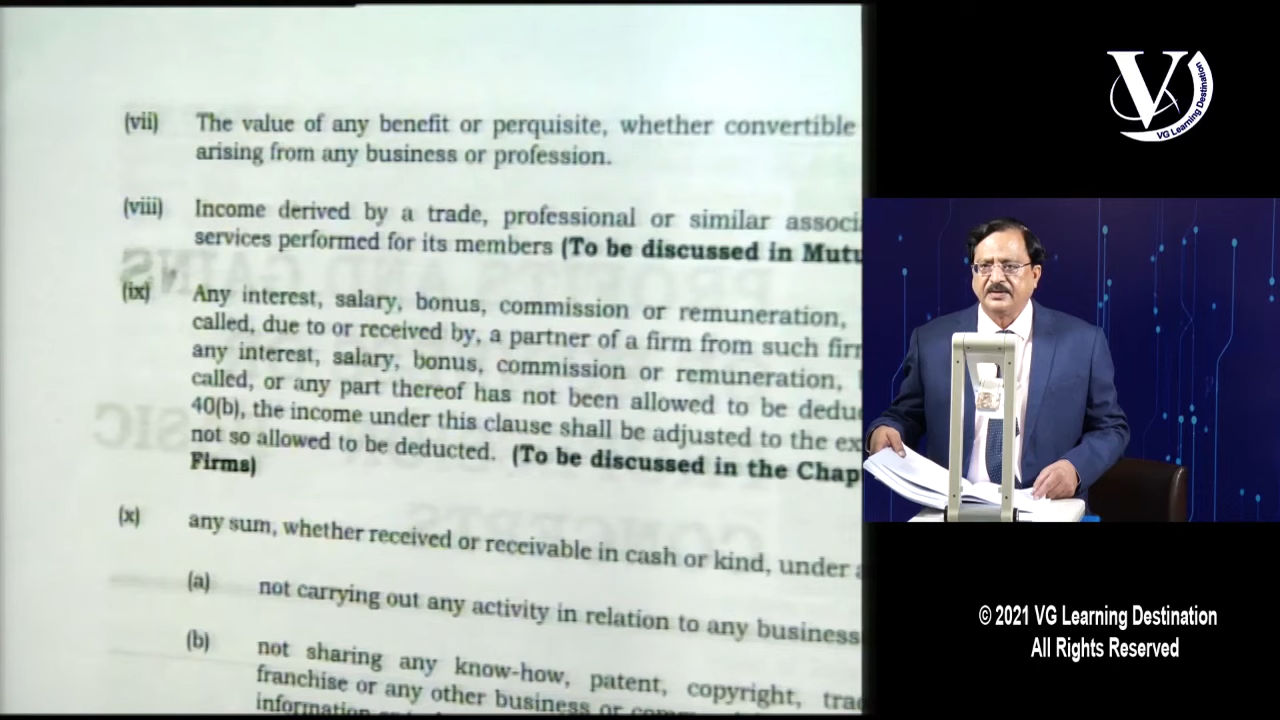 (vii) The value of any benefit or perquisite, whether convertible
arising from any business or profession.
(viii) Income derived by a trade, professional or similar associ
services performed for its members (To be discussed in Mutu
(ix) Any interest, salary, bonus, commission or remuneration,
called, due to or received by, a partner of a firm from such fir
any interest, salary, bonus, commission or remuneration,
called, or any part thereof has not been allowed to be dedu
40(b), the income under this clause shall be adjusted to the ex
not so allowed to be deducted. (To be discussed in the Chap
Firms)
(x) any sum, whether received or receivable in cash or kind, under a
(a) not carrying out any activity in relation to any business
(b) not sharing any know-how, patent, copyright, trad
franchise or any other business or
information
V
VG Learning Destination
© 2021 VG Learning Destination
All Rights Reserved